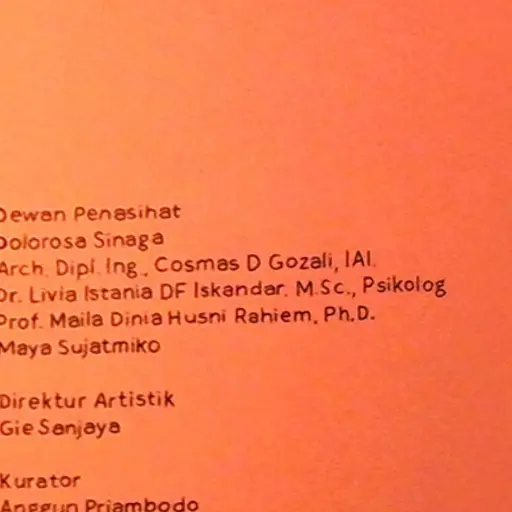 Dewan Penasihat
Dolorosa Sinaga
Arch. Dipl. Ing., Cosmas D Gozali, IAI.
Dr. Livia Istania DF Iskandar. M.Sc., Psikolog
Prof. Maila Dinia Husni Rahiem, Ph.D.
Maya Sujatmiko
Direktur Artistik
Gie Sanjaya
Kurator
Anggun Priambodo